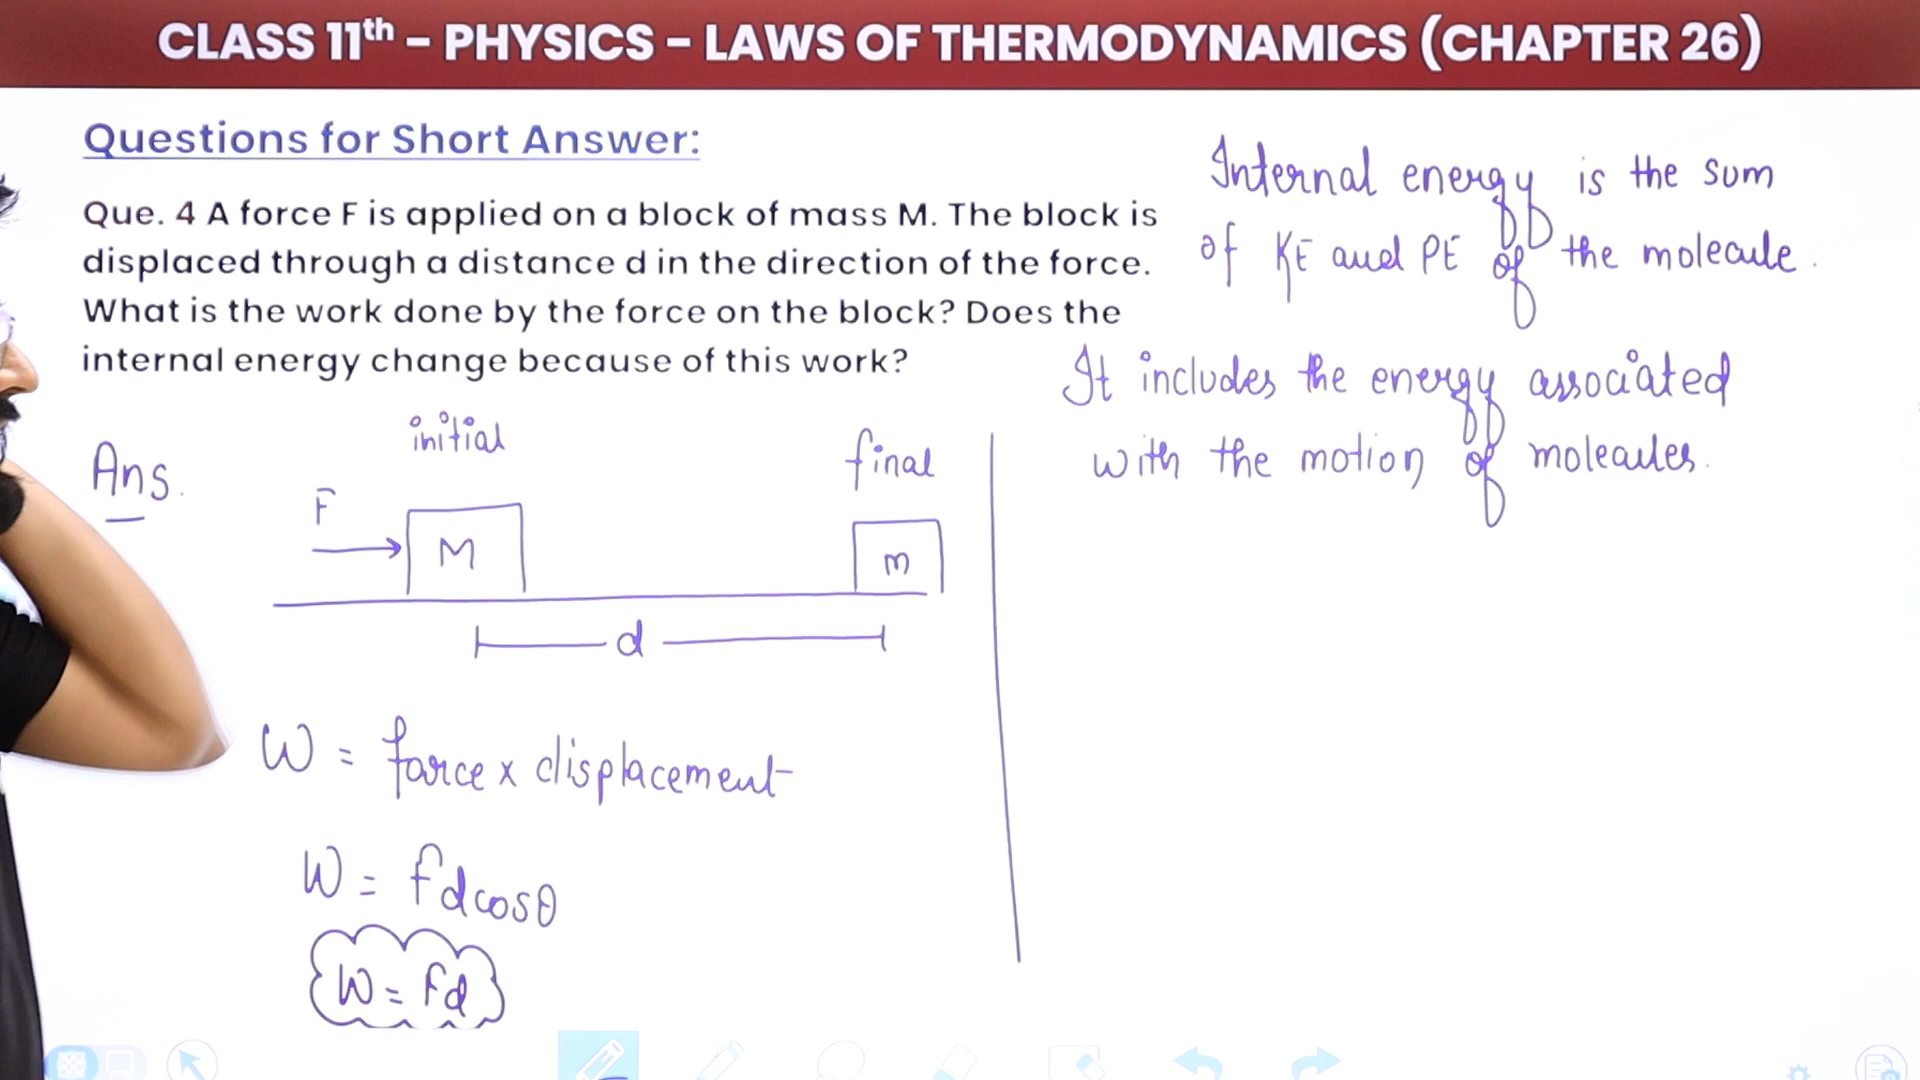 CLASS 11th - PHYSICS - LAWS OF THERMODYNAMICS (CHAPTER 26)
Questions for Short Answer:
Que. 4 A force F is applied on a block of mass M. The block is
displaced through a distance d in the direction of the force.
What is the work done by the force on the block? Does the
internal energy change because of this work?
Ans.
initial
final
F
M
m
d
W = force x displacement
W = fdcosθ
W = Fd
Internal energy is the sum
of KE and PE of the molecule.
It includes the energy associated
with the motion of molecules.